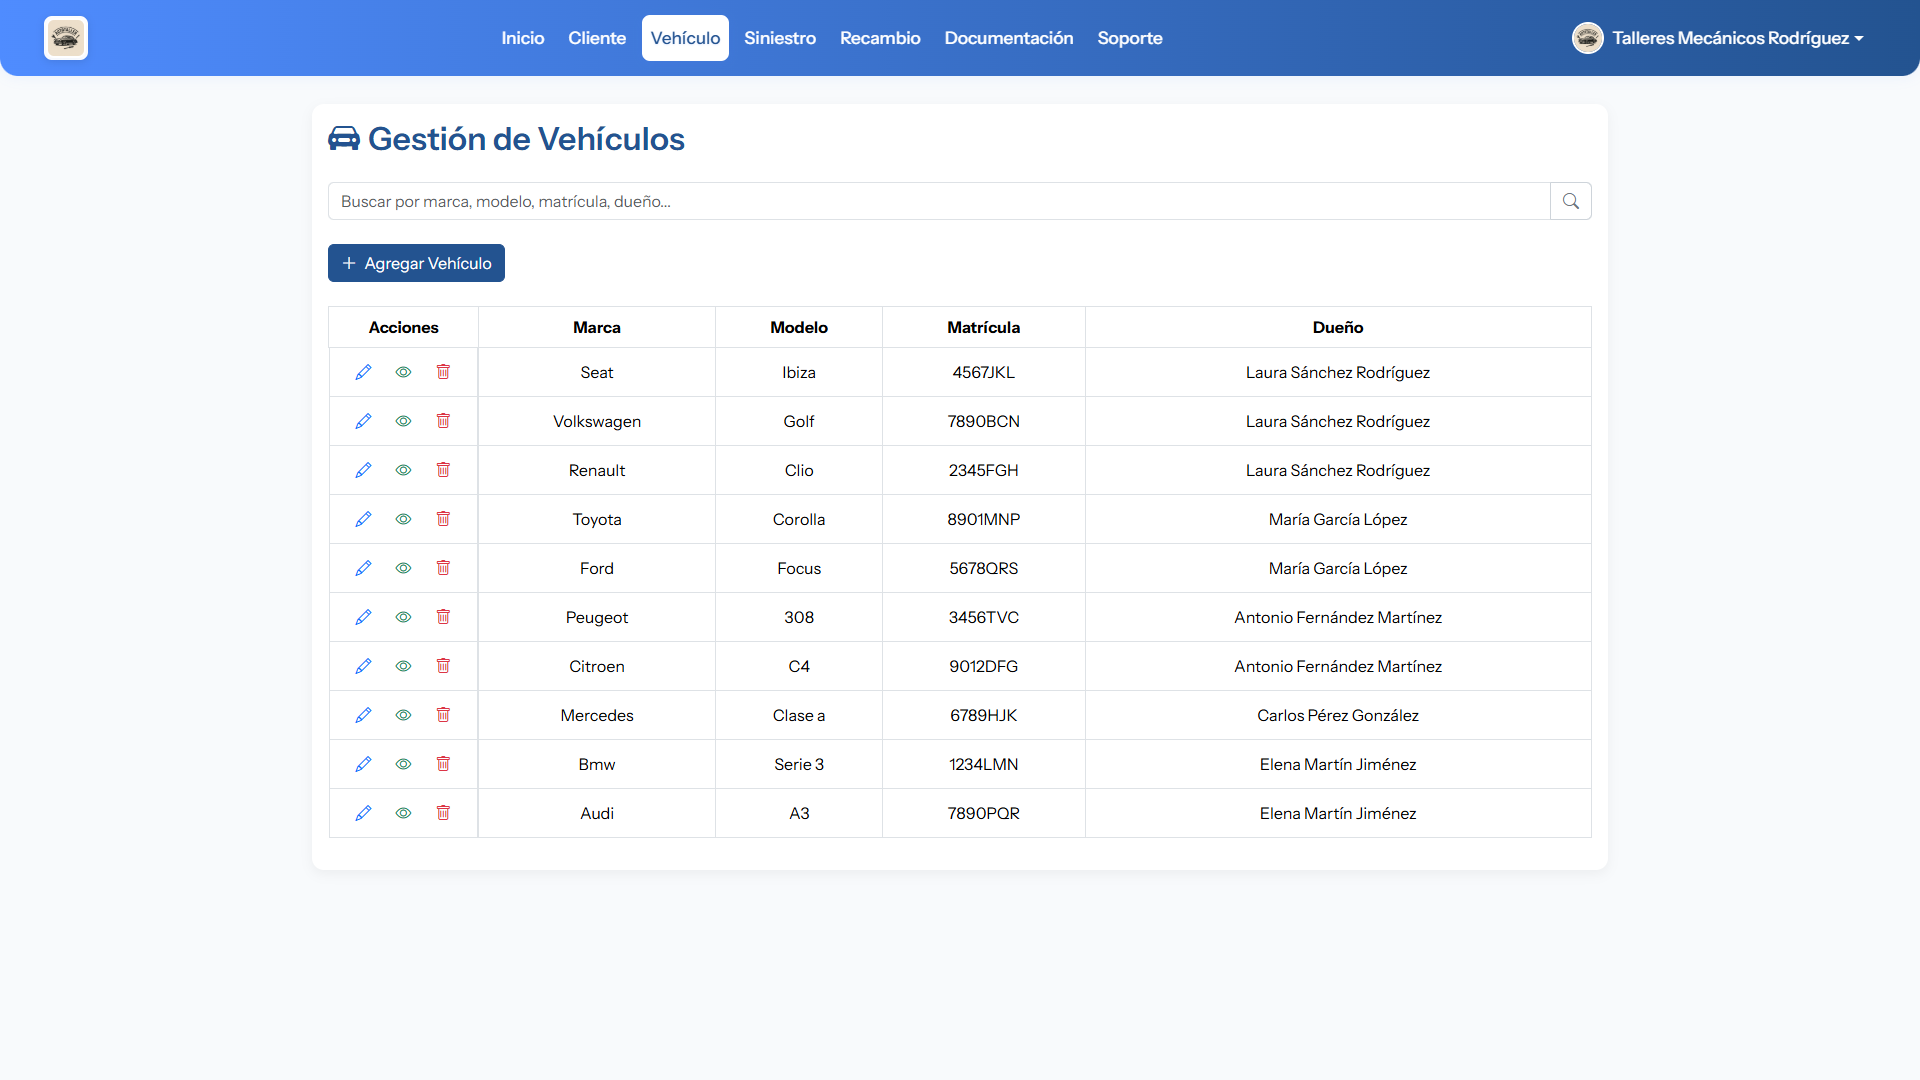 Inicio Cliente Vehículo Siniestro Recambio Documentación Soporte Talleres Mecánicos Rodríguez
Gestión de Vehículos
Buscar por marca, modelo, matrícula, dueño...
Agregar Vehículo
Acciones Marca Modelo Matrícula Dueño
Seat Ibiza 4567JKL Laura Sánchez Rodríguez
Volkswagen Golf 7890BCN Laura Sánchez Rodríguez
Renault Clio 2345FGH Laura Sánchez Rodríguez
Toyota Corolla 8901MNP María García López
Ford Focus 5678QRS María García López
Peugeot 308 3456TVC Antonio Fernández Martínez
Citroen C4 9012DFG Antonio Fernández Martínez
Mercedes Clase a 6789HJK Carlos Pérez González
Bmw Serie 3 1234LMN Elena Martín Jiménez
Audi A3 7890PQR Elena Martín Jiménez